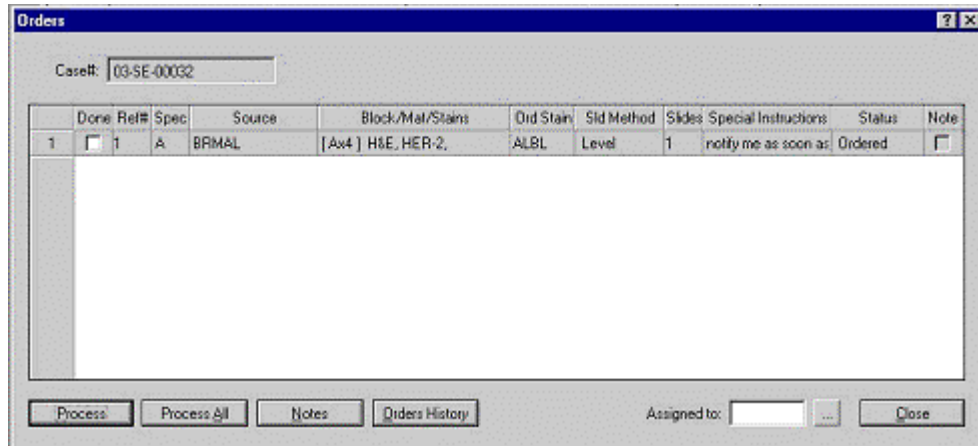 Orders
Case#: 03-SE-00032
Done Ref# Spec Source Block/Mat/Stains Ord Stain Sld Method Slides Special Instructions Status Note
1 1 A BRMAL [Ax4] H&E, HER-2, ALBL Level 1 notify me as soon as Ordered
Process Process All Notes Orders History Assigned to: ... Close